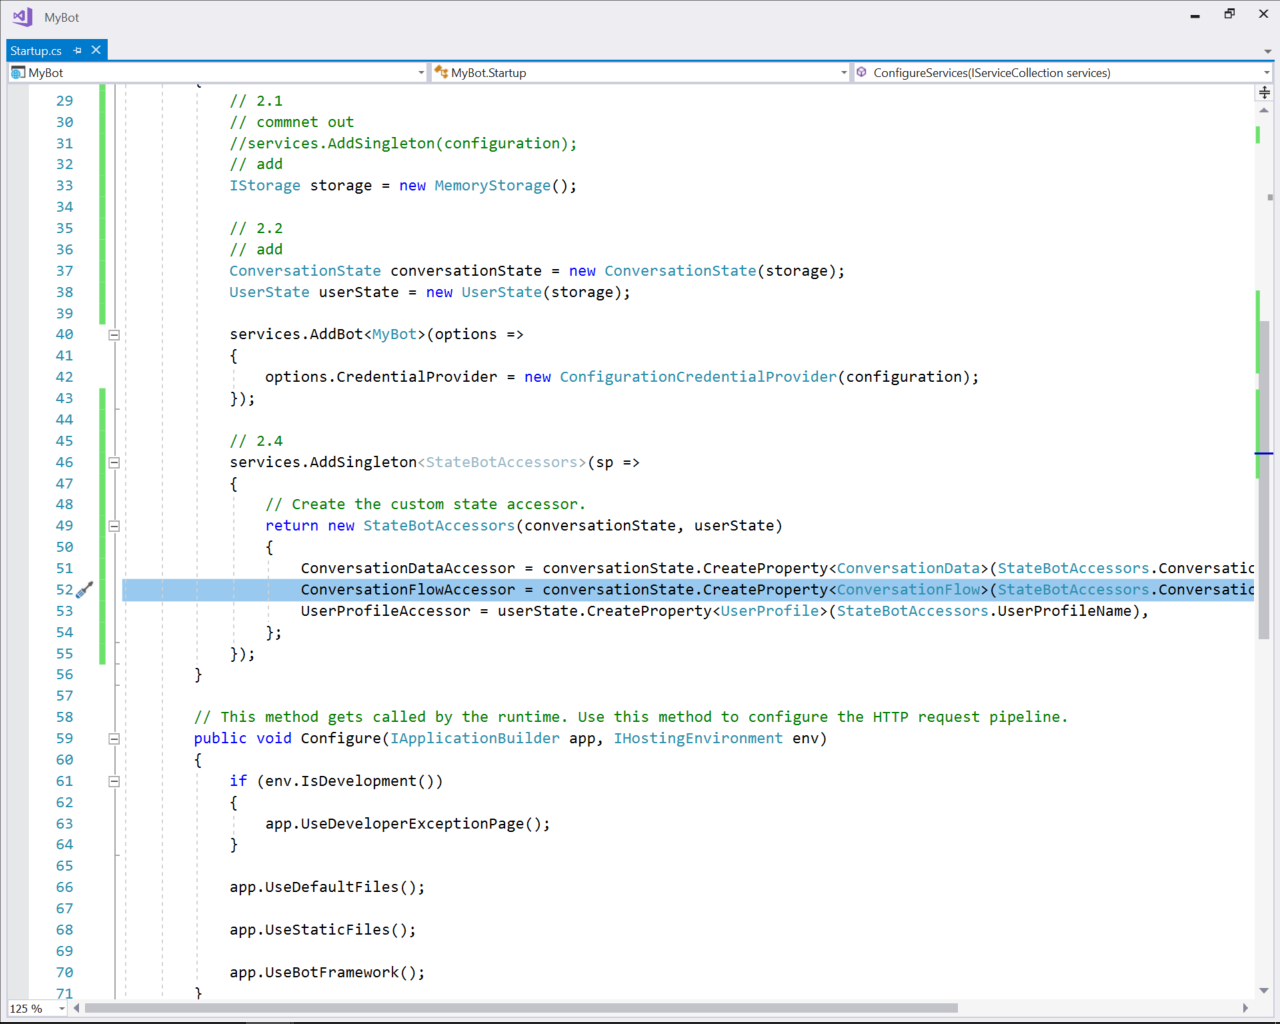 MyBot
Startup.cs
MyBot MyBot.Startup ConfigureServices(IServiceCollection services)
29 // 2.1
30 // commnet out
31 //services.AddSingleton(configuration);
32 // add
33 IStorage storage = new MemoryStorage();
34
35 // 2.2
36 // add
37 ConversationState conversationState = new ConversationState(storage);
38 UserState userState = new UserState(storage);
39
40 services.AddBot<MyBot>(options =>
41 {
42 options.CredentialProvider = new ConfigurationCredentialProvider(configuration);
43 });
44
45 // 2.4
46 services.AddSingleton<StateBotAccessors>(sp =>
47 {
48 // Create the custom state accessor.
49 return new StateBotAccessors(conversationState, userState)
50 {
51 ConversationDataAccessor = conversationState.CreateProperty<ConversationData>(StateBotAccessors.Conversatio
52 ConversationFlowAccessor = conversationState.CreateProperty<ConversationFlow>(StateBotAccessors.Conversatio
53 UserProfileAccessor = userState.CreateProperty<UserProfile>(StateBotAccessors.UserProfileName),
54 };
55 });
56 }
57
58 // This method gets called by the runtime. Use this method to configure the HTTP request pipeline.
59 public void Configure(IApplicationBuilder app, IHostingEnvironment env)
60 {
61 if (env.IsDevelopment())
62 {
63 app.UseDeveloperExceptionPage();
64 }
65
66 app.UseDefaultFiles();
67
68 app.UseStaticFiles();
69
70 app.UseBotFramework();
71 }
125 %